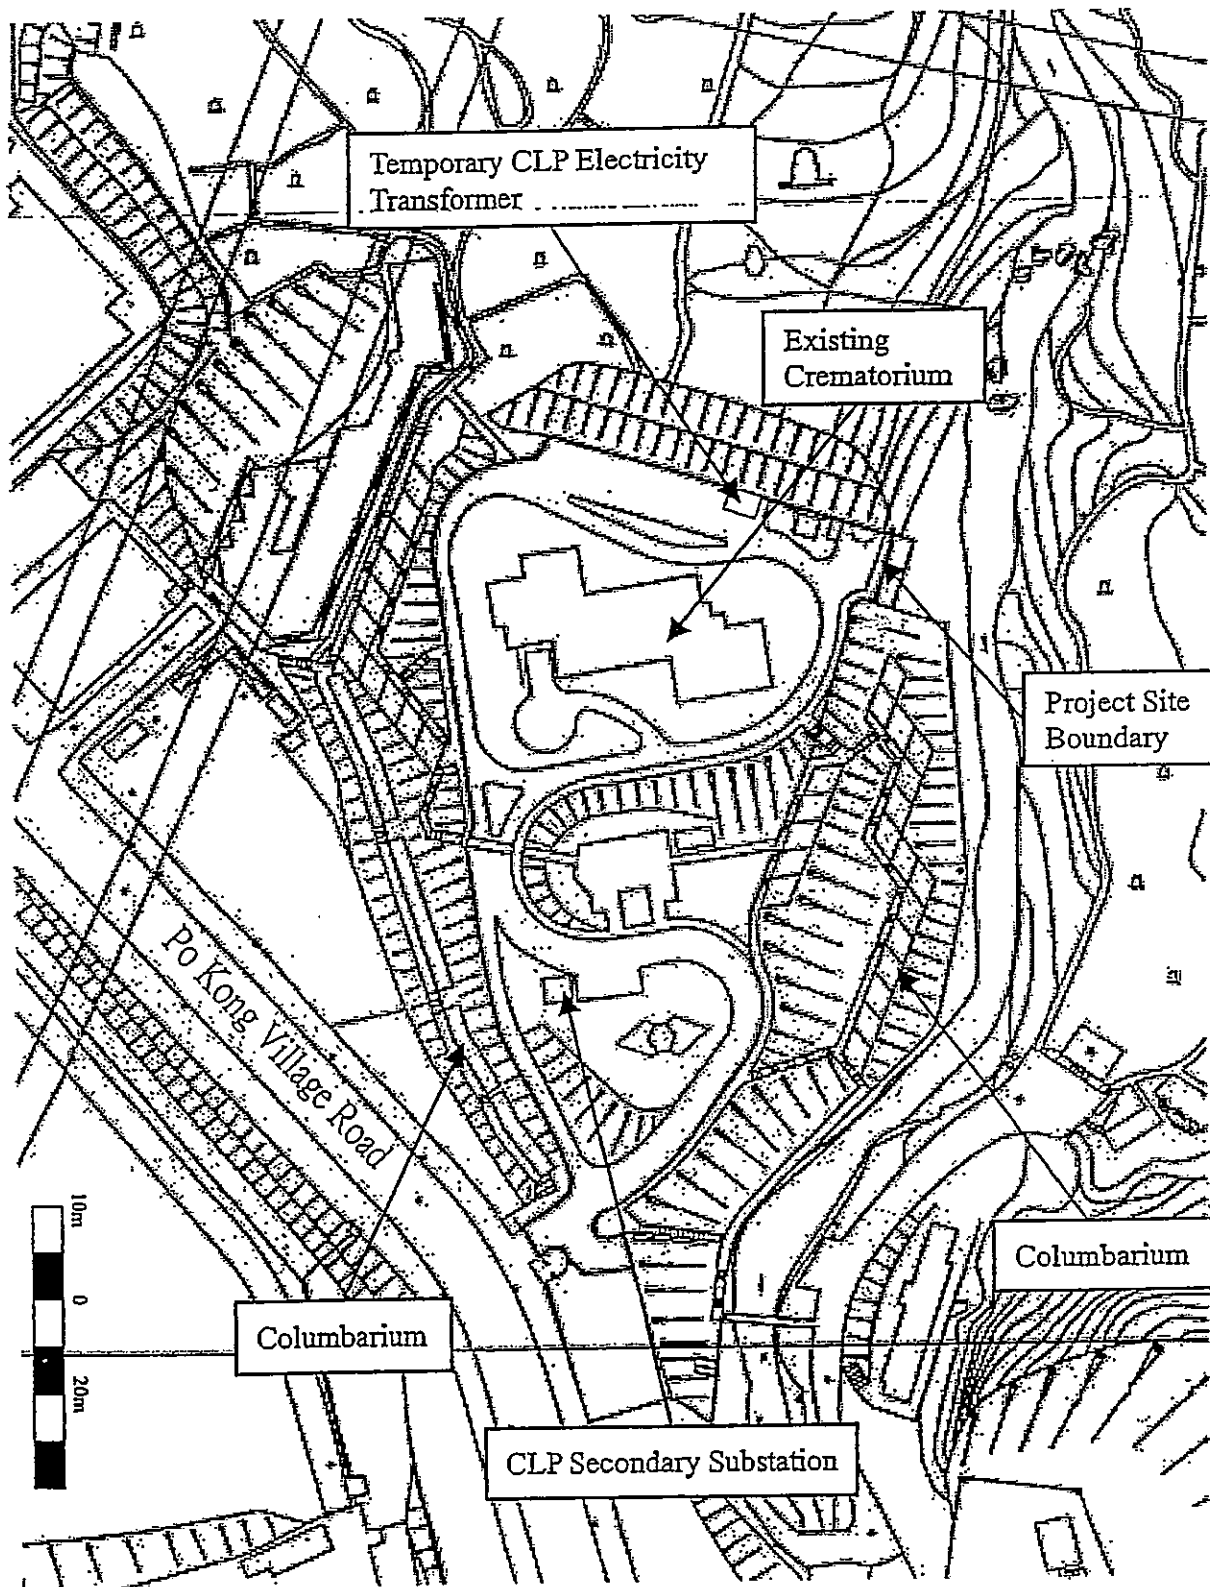 Temporary CLP Electricity
Transformer
Existing
Crematorium
Project Site
Boundary
Po Kong Village Road
10m
0
20m
Columbarium
Columbarium
CLP Secondary Substation